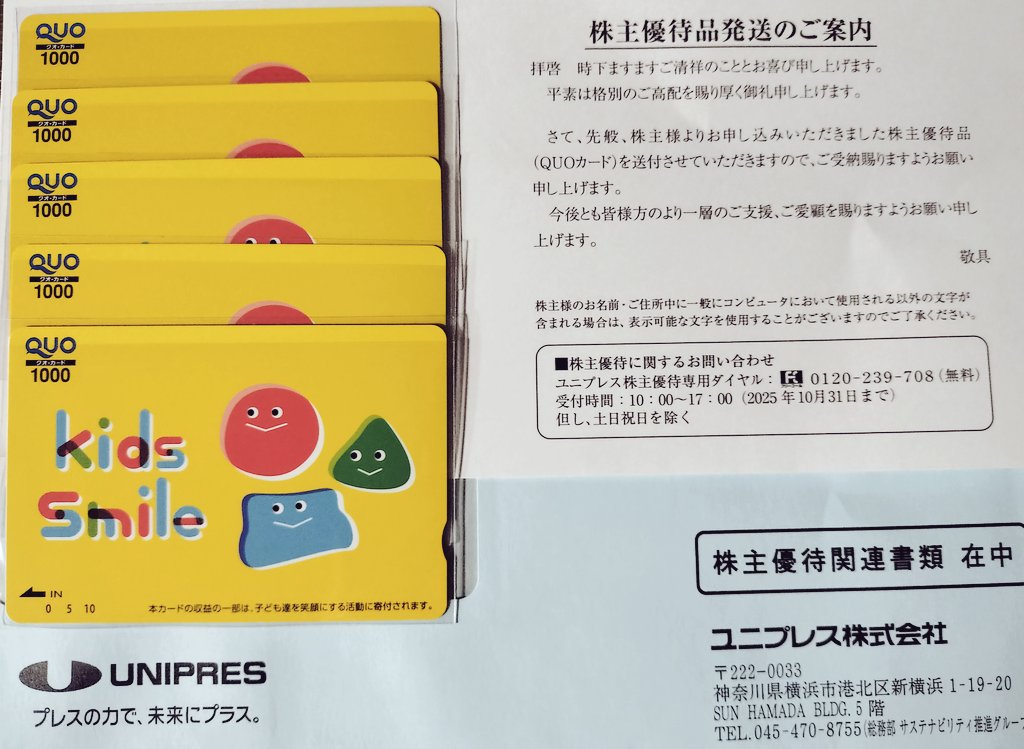 QUO
クオ・カード
1000
QUO
クオ・カード
1000
QUO
クオ・カード
1000
QUO
クオ・カード
1000
QUO
クオ・カード
1000
kids
Smile
IN
0 5 10
本カードの収益の一部は、子ども達を笑顔にする活動に寄付されます。
株主優待品発送のご案内
拝啓 時下ますますご清祥のこととお喜び申し上げます。
平素は格別のご高配を賜り厚く御礼申し上げます。
さて、先般、株主様よりお申し込みいただきました株主優待品
(QUOカード)を送付させていただきますので、ご受納賜りますようお願い
申し上げます。
今後とも皆様方のより一層のご支援、ご愛顧を賜りますようお願い申し
上げます。
敬具
株主様のお名前・ご住所中に一般にコンピュータにおいて使用される以外の文字が
含まれる場合は、表示可能な文字を使用することがございますのでご了承ください。
■株主優待に関するお問い合わせ
ユニプレス株主優待専用ダイヤル: 0120-239-708(無料)
受付時間:10:00~17:00 (2025年10月31日まで)
但し、土日祝日を除く
株主優待関連書類 在中
ユニプレス株式会社
〒222-0033
神奈川県横浜市港北区新横浜 1-19-20
SUN HAMADA BLDG. 5 階
TEL.045-470-8755(総務部 サステナビリティ推進グループ
UNIPRES
プレスの力で、未来にプラス。